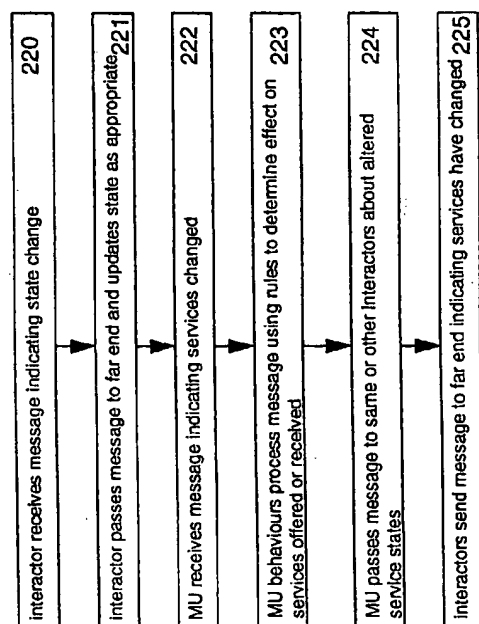 interactor receives message indicating state change 220
interactor passes message to far end and updates state as appropriate 221
MU receives message indicating services changed 222
MU behaviours process message using rules to determine effect on 223
services offered or received
MU passes message to same or other Interactors about altered 224
service states
interactors send message to far end indicating services have changed 225